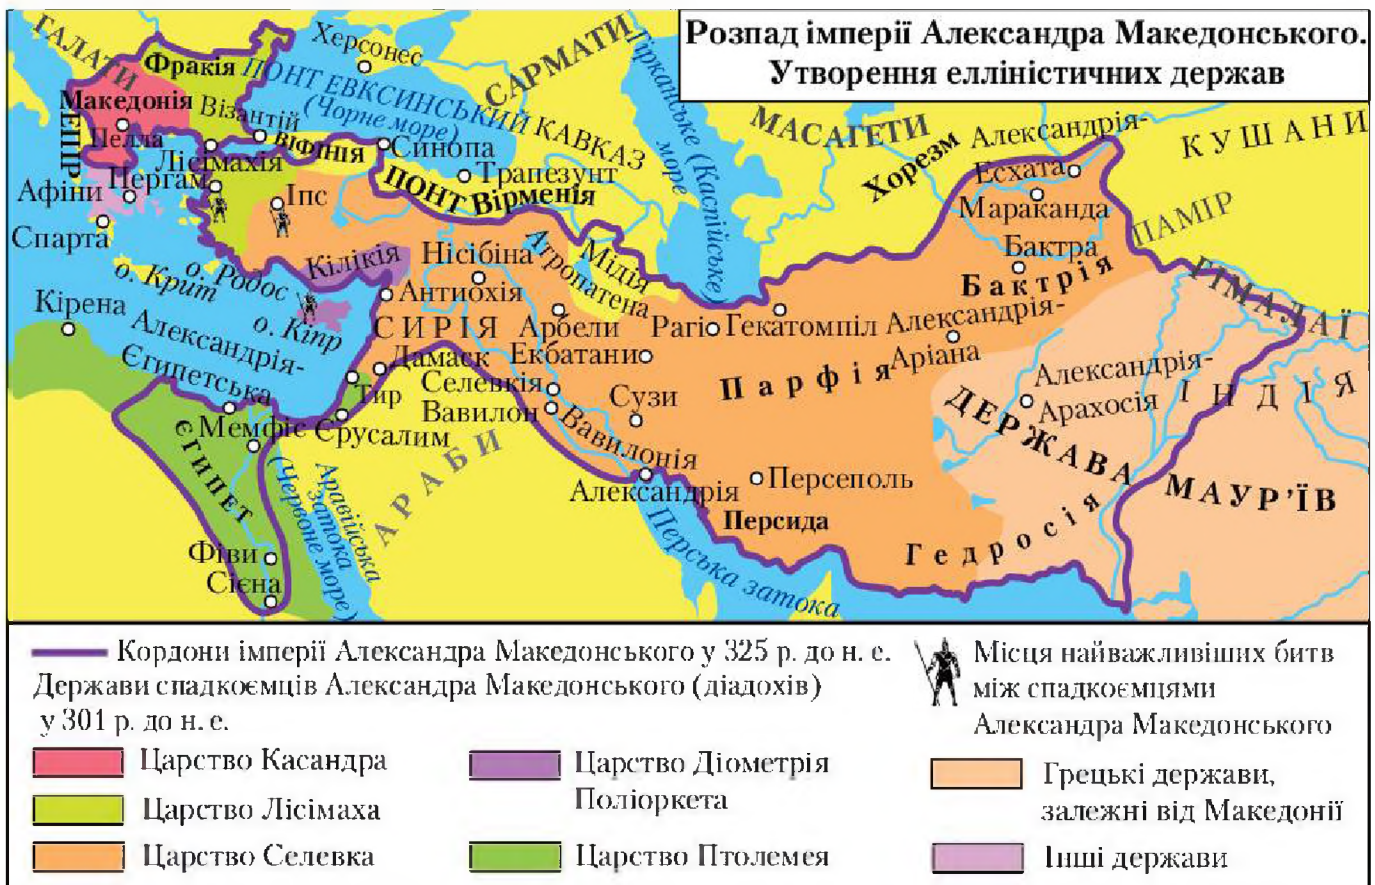 Розпад імперії Александра Македонського.
Утворення елліністичних держав
ГАЛАТИ
Фракія
Херсонес
ПОНТ ЕВКСИНСЬКИЙ
(Чорне море)
САРМАТИ
Гірканське (Каспійське)
море
МАСАГЕТИ
Хорезм
Александрія-
Есхата
КУШАНИ
Македонія
Візантій
КАВКАЗ
ЕПІР
Пелла
Лісімахія
ВІФІНІЯ
Синопа
Трапезунт
ПОНТ
Вірменія
Мараканда
ПАМІР
Афіни
Пергам
Іпс
Спарта
Бактра
Бактрія
ГІМАЛАЇ
о. Родос
о. Крит
о. Кіпр
Кілікія
Нісібіна
Мідія
Атропатена
Антиохія
СИРІЯ
Арбели
Рагі
Гекатомпіл
Александрія-
Аріана
Кірена
Александрія-
Єгипетська
Дамаск
Екбатани
Парфія
Александрія-
Арахосія
ІНДІЯ
Тир
Селевкія
Вавилон
Сузи
ДЕРЖАВА МАУР’ЇВ
Мемфіс
Єрусалим
Вавилонія
ЄГИПЕТ
АРАБИ
Александрія
Персеполь
Персида
Гедросія
Аравійська
затока
(Червоне море)
Перська затока
Фіви
Сієна
Кордони імперії Александра Македонського у 325 р. до н. е.
Держави спадкоємців Александра Македонського (діадохів)
у 301 р. до н. е.
Царство Касандра
Царство Лісімаха
Царство Селевка
Царство Діометрія
Поліоркета
Царство Птолемея
Місця найважливіших битв
між спадкоємцями
Александра Македонського
Грецькі держави,
залежні від Македонії
Інші держави